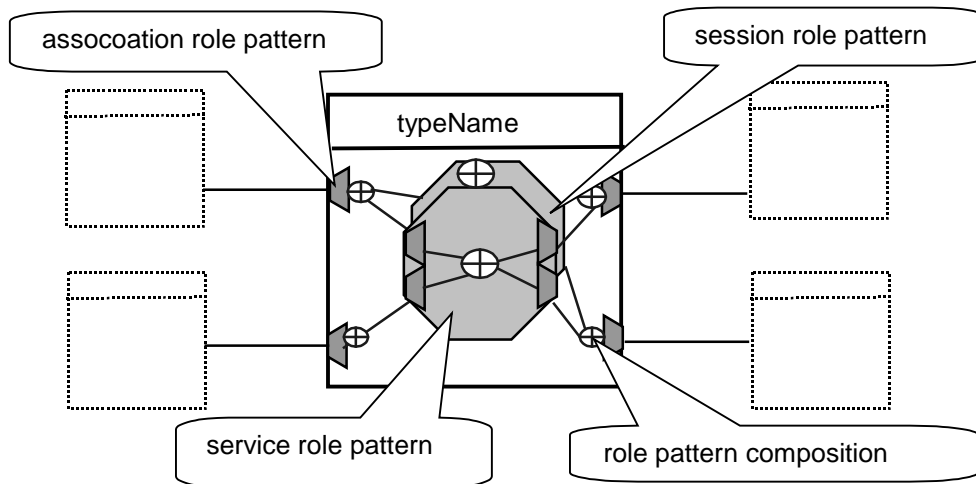 assocoation role pattern
session role pattern
typeName
service role pattern
role pattern composition